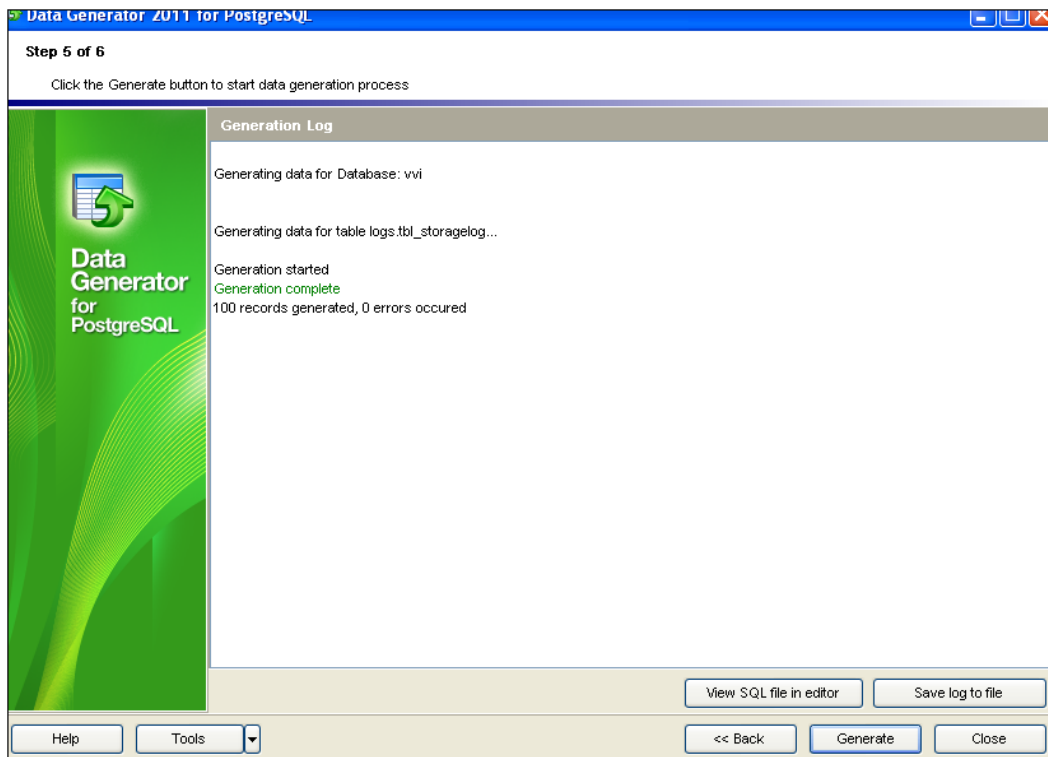 Data Generator 2011 for PostgreSQL
Step 5 of 6
Click the Generate button to start data generation process
Data
Generator
for
PostgreSQL
Generation Log
Generating data for Database: vvi
Generating data for table logs.tbl_storagelog...
Generation started
Generation complete
100 records generated, 0 errors occured
View SQL file in editor
Save log to file
Help
Tools
<< Back
Generate
Close